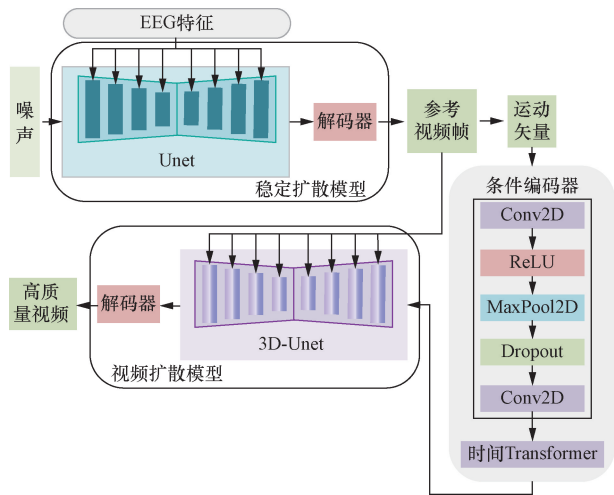 EEG特征
噪
声
Unet
解码器
稳定扩散模型
参考
视频帧
运动
矢量
条件编码器
Conv2D
ReLU
MaxPool2D
Dropout
Conv2D
时间Transformer
3D-Unet
解码器
视频扩散模型
高质
量视频